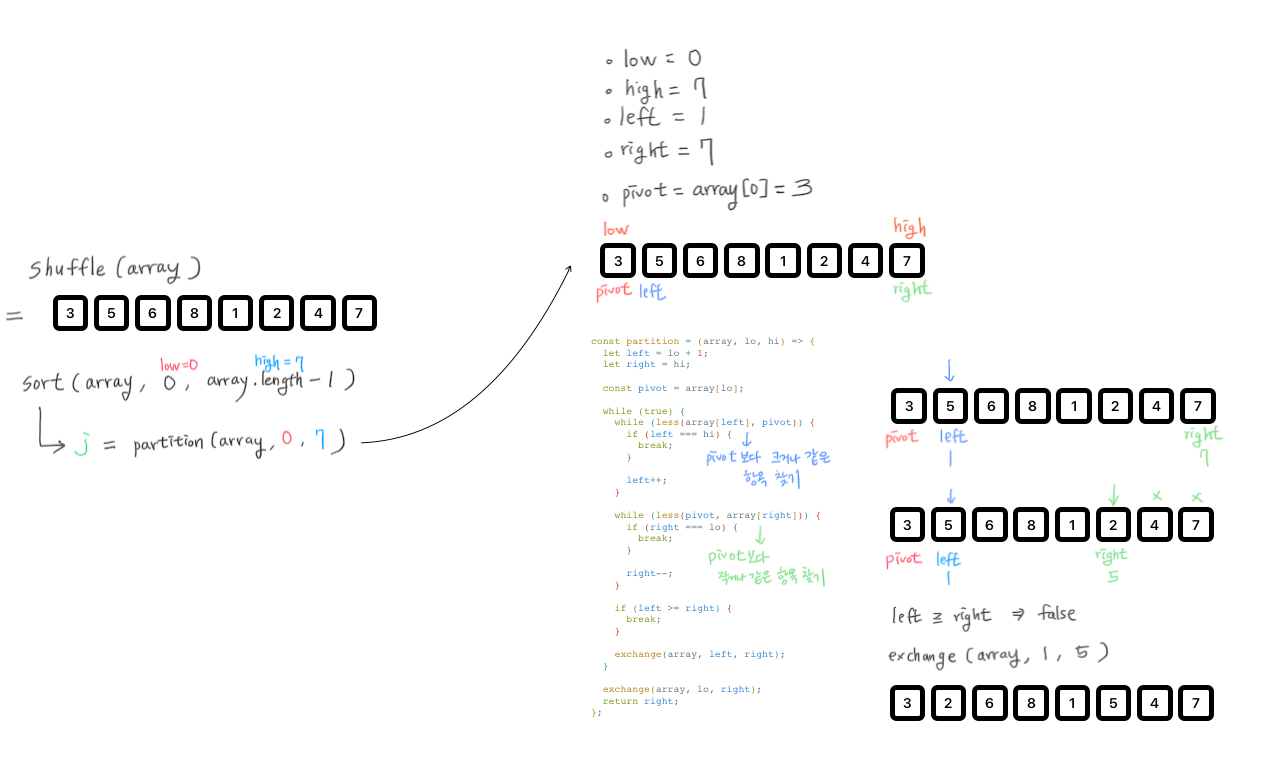 shuffle (array)
= 3 5 6 8 1 2 4 7
low=0 high = 7
sort (array, 0, array.length - 1)
j = partition (array, 0, 7)
• low = 0
• high = 7
• left = 1
• right = 7
• pivot = array[0] = 3
low high
3 5 6 8 1 2 4 7
pivot left right
const partition = (array, lo, hi) => {
let left = lo + 1;
let right = hi;
const pivot = array[lo];
while (true) {
while (less(array[left], pivot)) {
if (left === hi) {
break;
}
left++;
}
pivot보다 크거나 같은
항목 찾기
while (less(pivot, array[right])) {
if (right === lo) {
break;
}
right--;
}
pivot보다
작거나 같은 항목 찾기
if (left >= right) {
break;
}
exchange(array, left, right);
}
exchange(array, lo, right);
return right;
};
3 5 6 8 1 2 4 7
pivot left right
1 7
x x
3 5 6 8 1 2 4 7
pivot left right
1 5
left ≥ right ⇒ false
exchange (array, 1, 5)
3 2 6 8 1 5 4 7